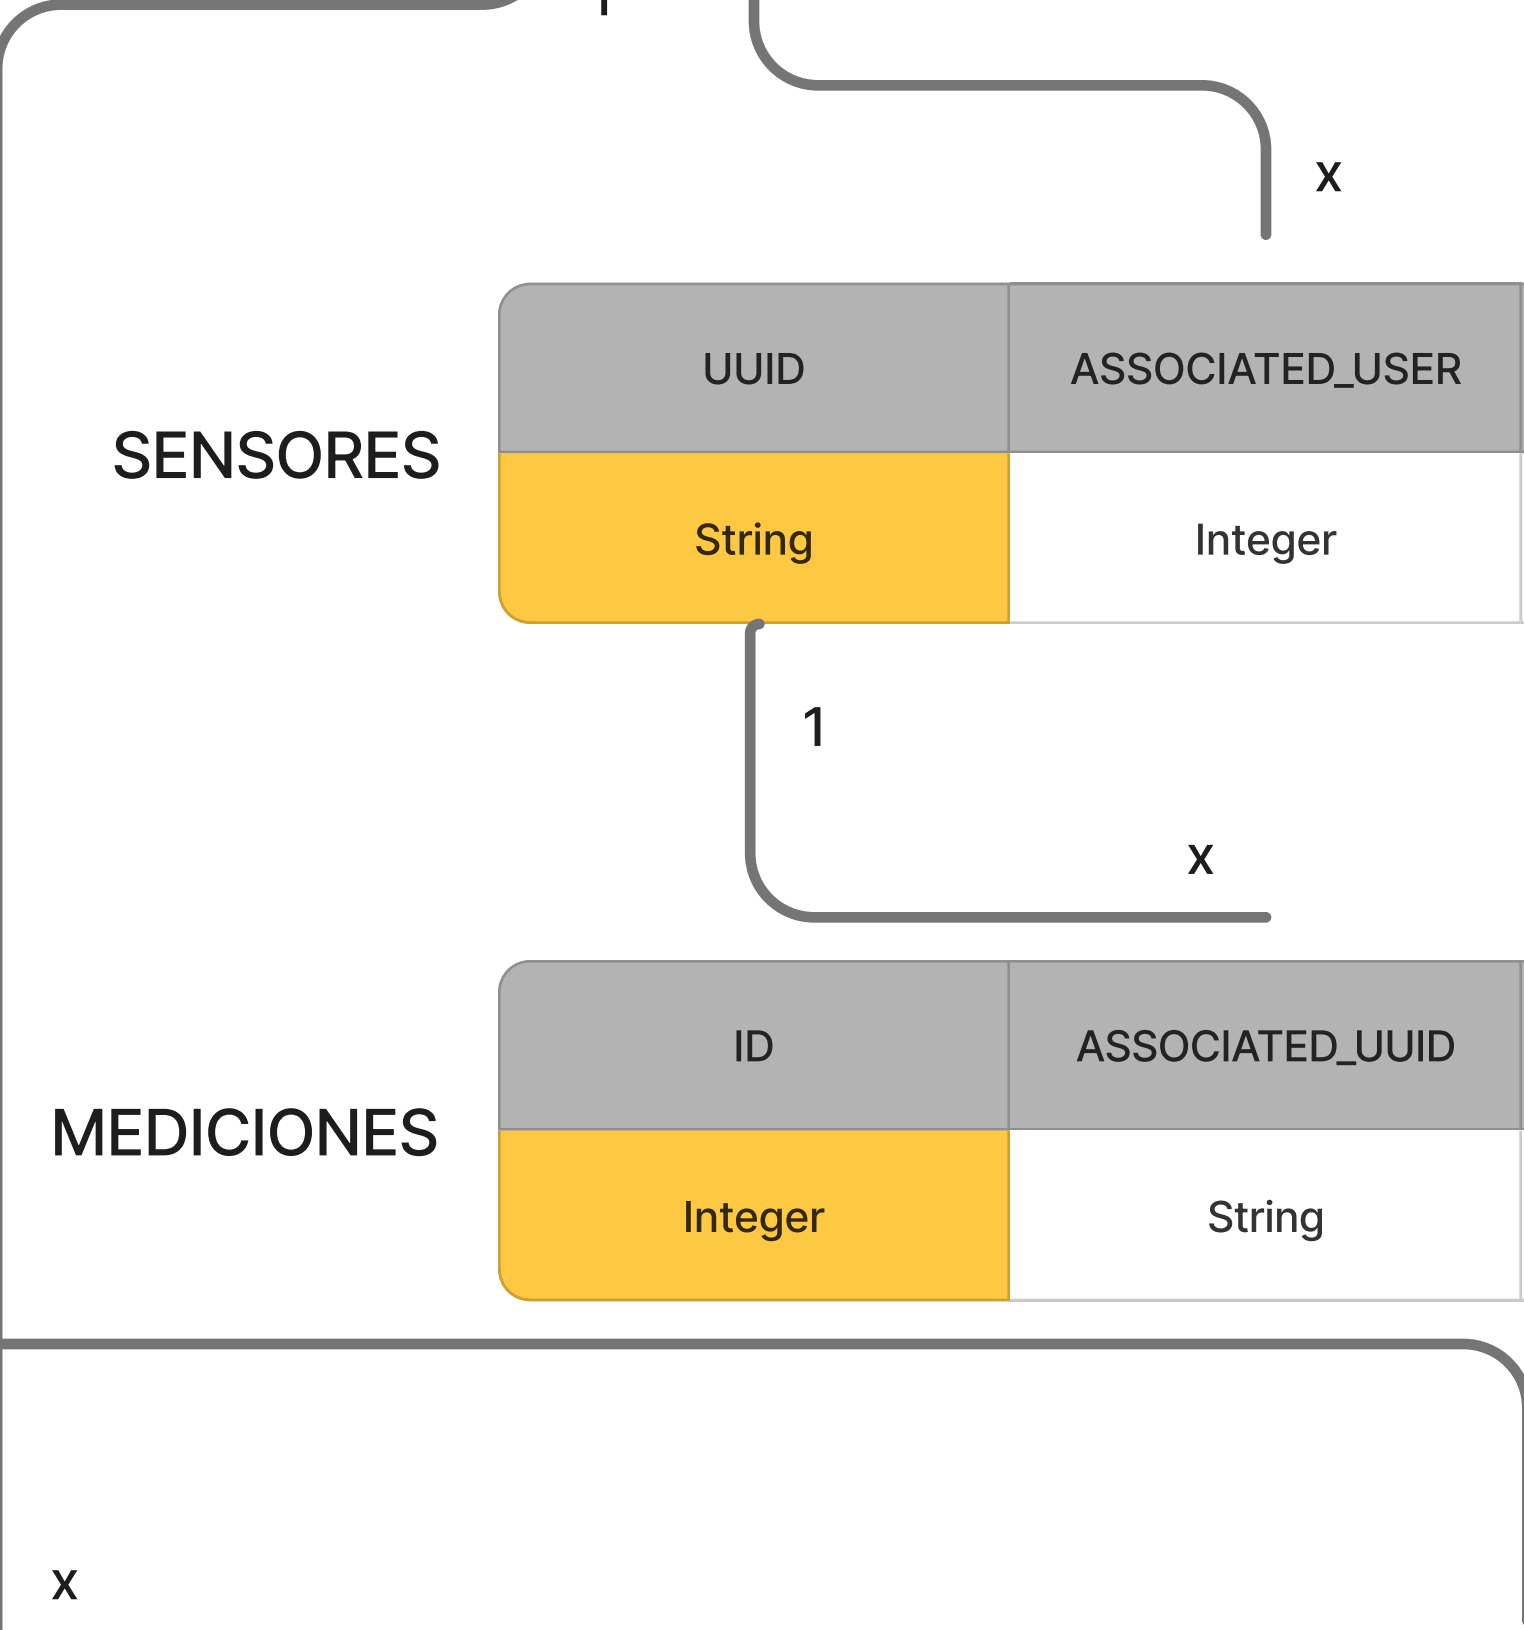 x
UUID
ASSOCIATED_USER
SENSORES
String
Integer
1
x
ID
ASSOCIATED_UUID
MEDICIONES
Integer
String
x